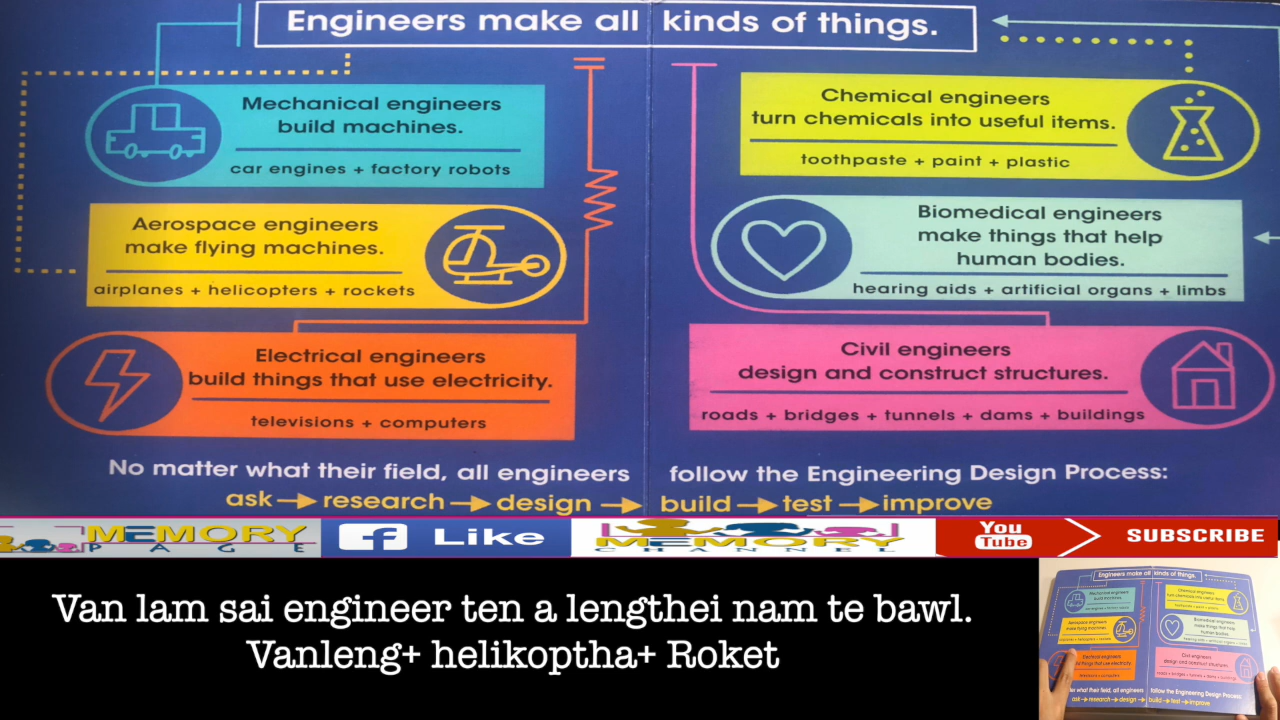 Engineers make all kinds of things.
Mechanical engineers
build machines.
car engines + factory robots
Aerospace engineers
make flying machines.
airplanes + helicopters + rockets
Electrical engineers
build things that use electricity.
televisions + computers
Chemical engineers
turn chemicals into useful items.
toothpaste + paint + plastic
Biomedical engineers
make things that help
human bodies.
hearing aids + artificial organs + limbs
Civil engineers
design and construct structures.
roads + bridges + tunnels + dams + buildings
No matter what their field, all engineers follow the Engineering Design Process:
ask → research → design → build → test → improve
MEMORY
PAGE
Like
MEMORY
CHANNEL
You
Tube
SUBSCRIBE
Van lam sai engineer ten a lengthei nam te bawl.
Vanleng+ helikoptha+ Roket